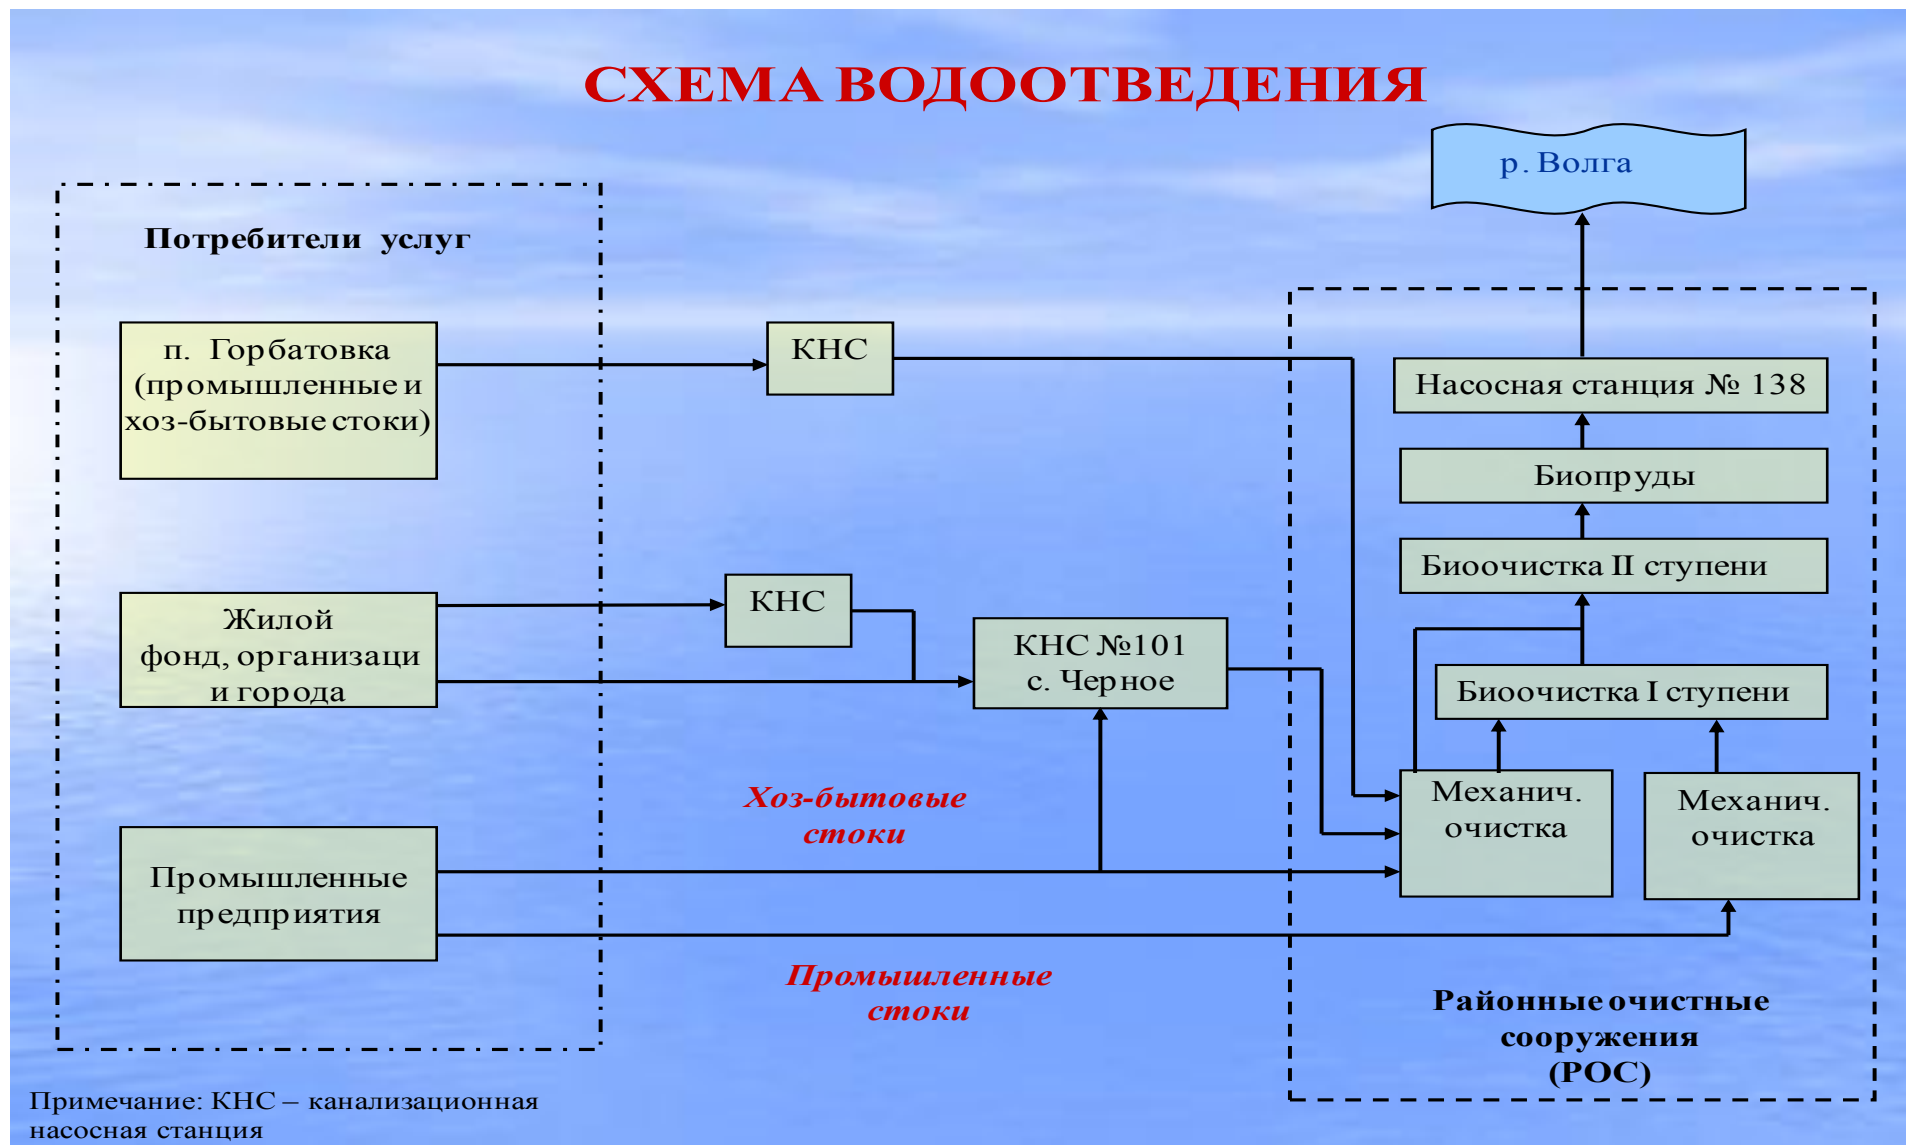 СХЕМА ВОДООТВЕДЕНИЯ
р. Волга
Потребители услуг
п. Горбатовка
(промышленные и
хоз-бытовые стоки)
КНС
Насосная станция № 138
Биопруды
Биоочистка II ступени
Жилой
фонд, организаци
и города
КНС
КНС №101
с. Черное
Биоочистка I ступени
Хоз-бытовые
стоки
Механич.
очистка
Механич.
очистка
Промышленные
предприятия
Промышленные
стоки
Районные очистные
сооружения
(РОС)
Примечание: КНС – канализационная
насосная станция